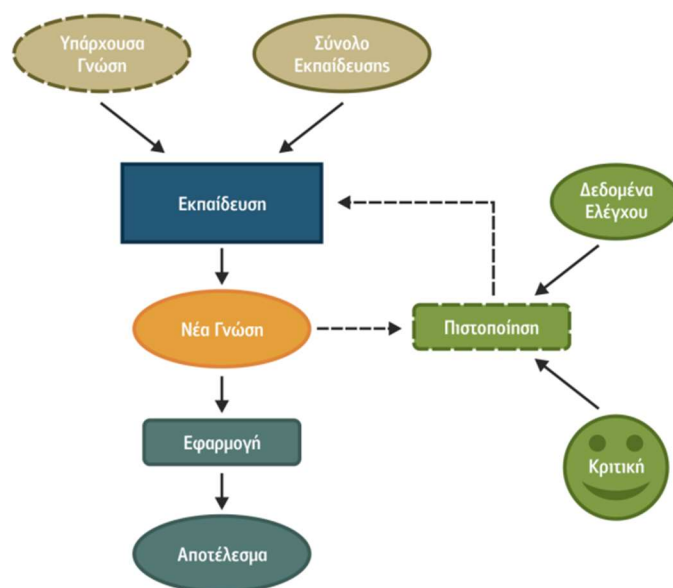 Υπάρχουσα
Γνώση
Σύνολο
Εκπαίδευσης
Εκπαίδευση
Δεδομένα
Ελέγχου
Νέα Γνώση
Πιστοποίηση
Εφαρμογή
Κριτική
Αποτέλεσμα